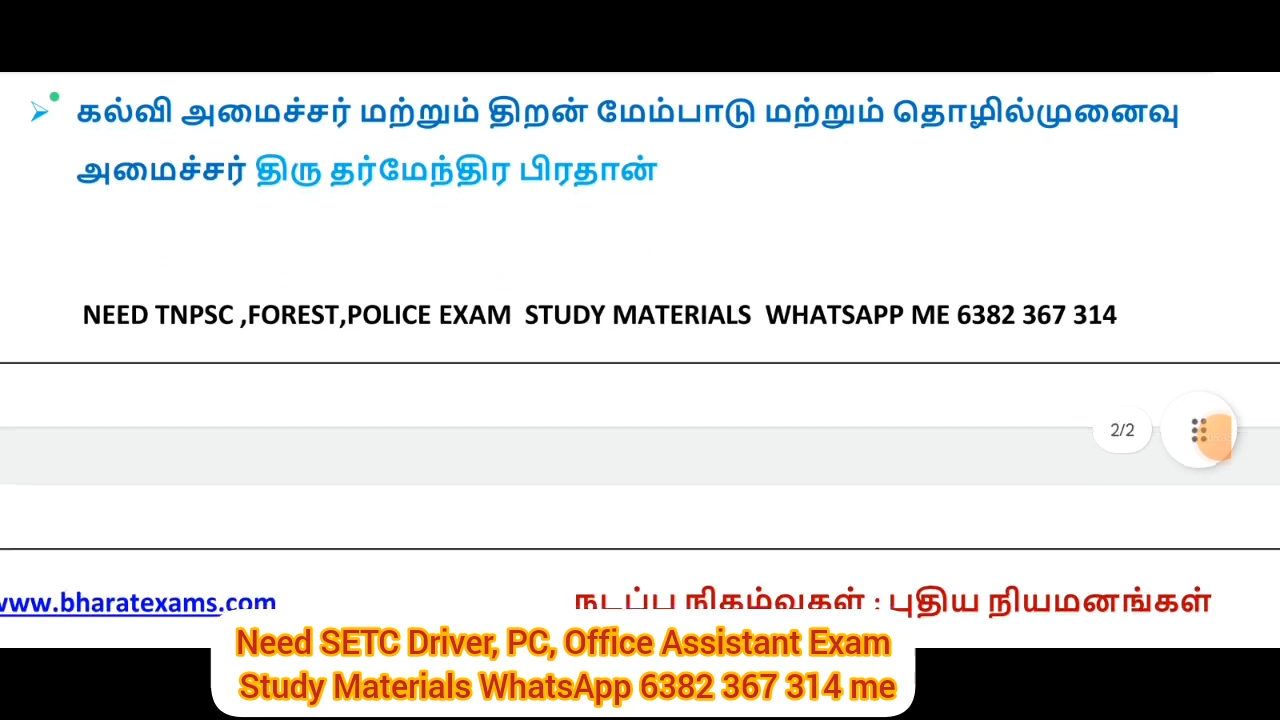 கல்வி அமைச்சர் மற்றும் திறன் மேம்பாடு மற்றும் தொழில்முனைவு
அமைச்சர் திரு தர்மேந்திர பிரதான்
NEED TNPSC ,FOREST,POLICE EXAM STUDY MATERIALS WHATSAPP ME 6382 367 314
2/2
www.bharatexams.com
நடப்பு நிகழ்வுகள் : புதிய நியமனங்கள்
Need SETC Driver, PC, Office Assistant Exam
Study Materials WhatsApp 6382 367 314 me